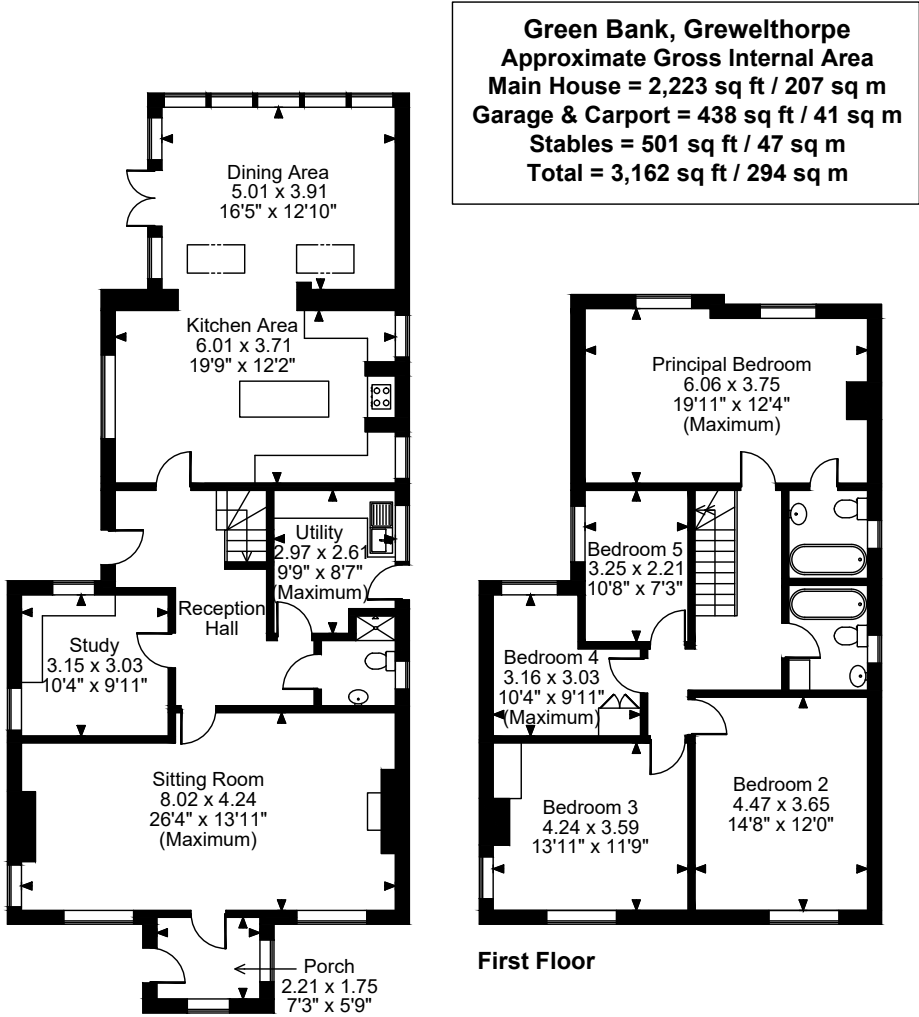 Green Bank, Grewelthorpe
Approximate Gross Internal Area
Main House = 2,223 sq ft / 207 sq m
Garage & Carport = 438 sq ft / 41 sq m
Stables = 501 sq ft / 47 sq m
Total = 3,162 sq ft / 294 sq m
Dining Area
5.01 x 3.91
16'5" x 12'10"
Kitchen Area
6.01 x 3.71
19'9" x 12'2"
Utility
2.97 x 2.61
9'9" x 8'7"
(Maximum)
Reception
Hall
Study
3.15 x 3.03
10'4" x 9'11"
Sitting Room
8.02 x 4.24
26'4" x 13'11"
(Maximum)
Porch
2.21 x 1.75
7'3" x 5'9"
Principal Bedroom
6.06 x 3.75
19'11" x 12'4"
(Maximum)
Bedroom 5
3.25 x 2.21
10'8" x 7'3"
Bedroom 4
3.16 x 3.03
10'4" x 9'11"
(Maximum)
Bedroom 3
4.24 x 3.59
13'11" x 11'9"
Bedroom 2
4.47 x 3.65
14'8" x 12'0"
First Floor